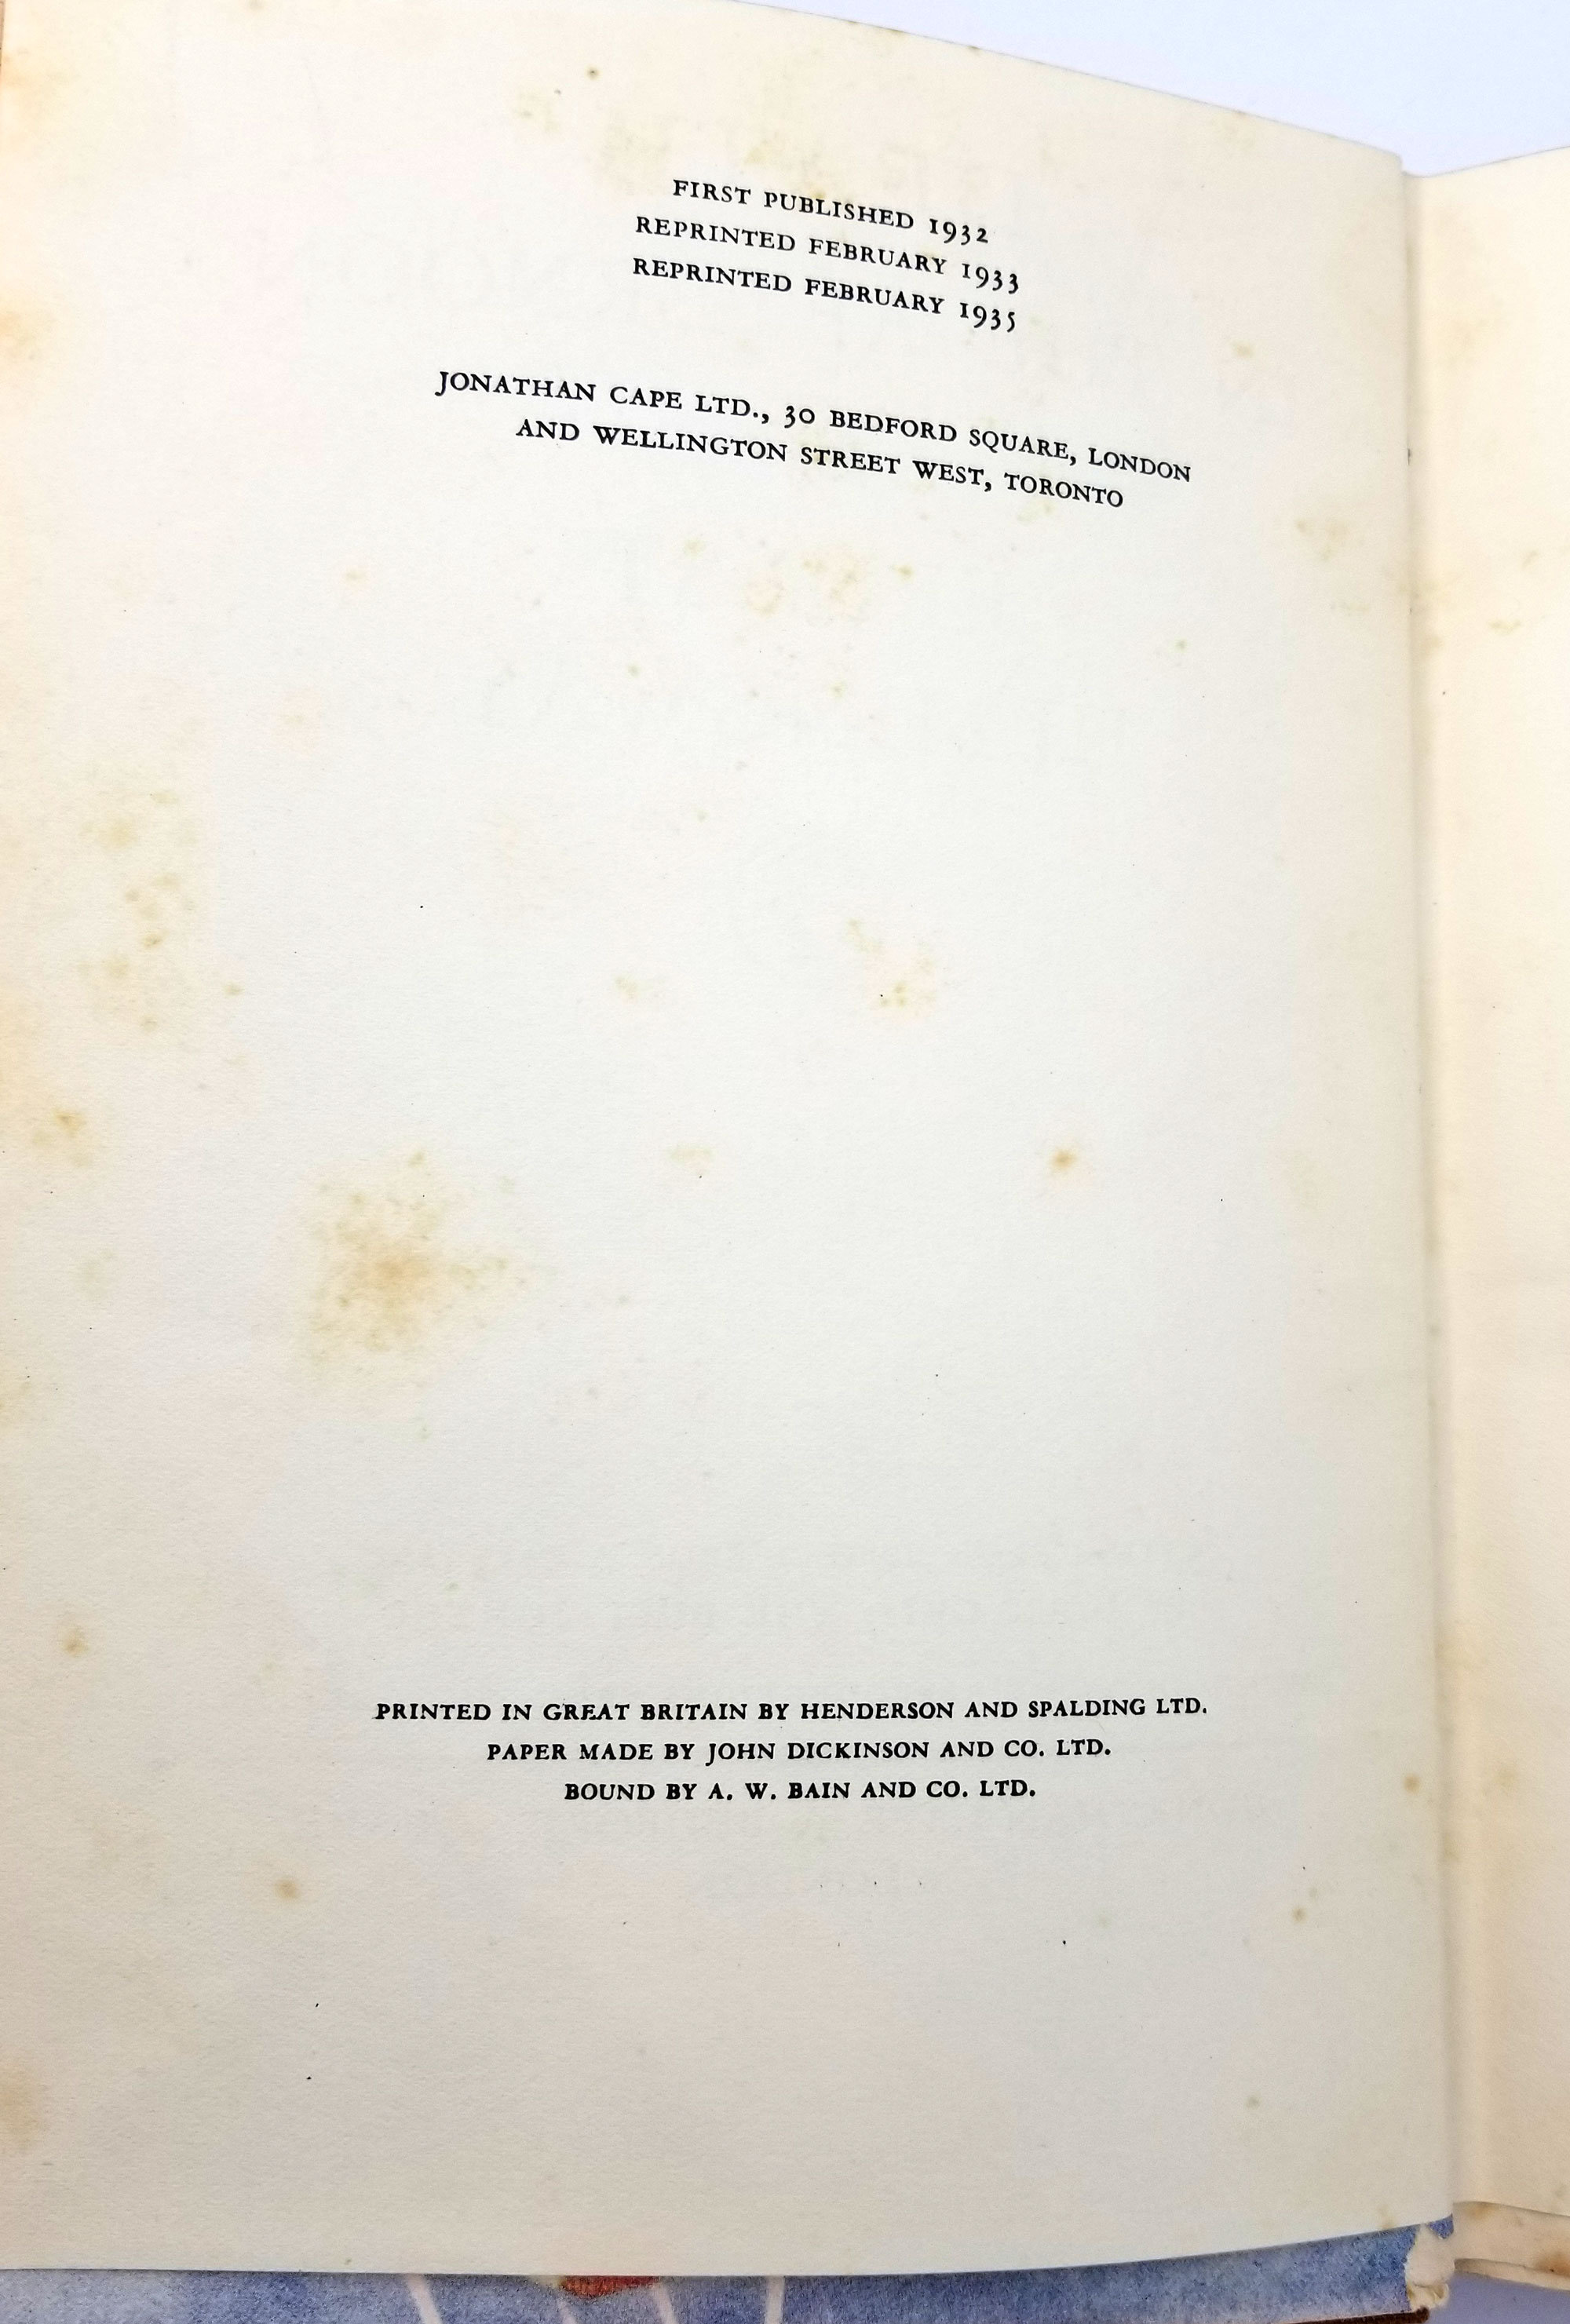 FIRST PUBLISHED 1932
REPRINTED FEBRUARY 1933
REPRINTED FEBRUARY 1935
JONATHAN CAPE LTD., 30 BEDFORD SQUARE, LONDON
AND WELLINGTON STREET WEST, TORONTO
PRINTED IN GREAT BRITAIN BY HENDERSON AND SPALDING LTD.
PAPER MADE BY JOHN DICKINSON AND CO. LTD.
BOUND BY A. W. BAIN AND CO. LTD.